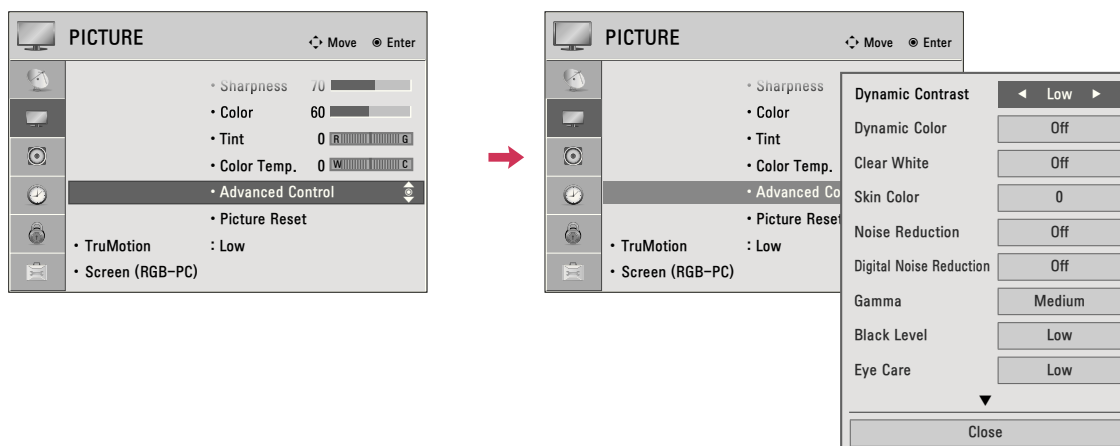 PICTURE Move Enter
• Sharpness 70
• Color 60
• Tint 0 R G
• Color Temp. 0 W C
• Advanced Control
• Picture Reset
• TruMotion : Low
• Screen (RGB-PC)
PICTURE Move Enter
• Sharpness
• Color
• Tint
• Color Temp.
• Advanced Co
• Picture Reset
• TruMotion : Low
• Screen (RGB-PC)
Dynamic Contrast ◄ Low ►
Dynamic Color Off
Clear White Off
Skin Color 0
Noise Reduction Off
Digital Noise Reduction Off
Gamma Medium
Black Level Low
Eye Care Low
▼
Close